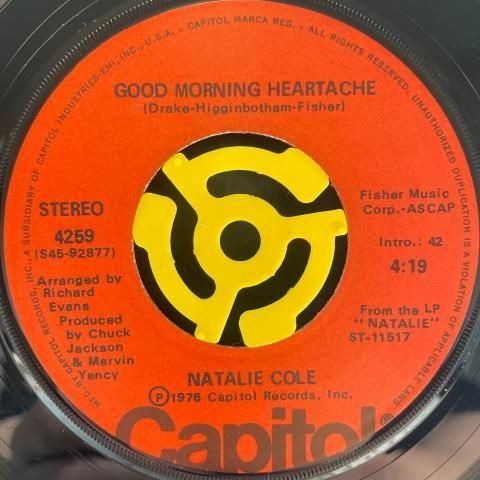 MFD. BY CAPITOL RECORDS, INC. A SUBSIDIARY OF CAPITOL INDUSTRIES-EMI, INC., U.S.A. • CAPITOL MARCA REG. • ALL RIGHTS RESERVED. UNAUTHORIZED DUPLICATION IS A VIOLATION OF APPLICABLE LAWS.
GOOD MORNING HEARTACHE
(Drake-Higginbotham-Fisher)
STEREO
4259
(S45-92877)
Arranged by
Richard
Evans
Produced
by Chuck
Jackson
& Marvin
Yancy
Fisher Music
Corp.-ASCAP
Intro.: 42
4:19
From the LP
"NATALIE"
ST-11517
NATALIE COLE
Ⓟ1976 Capitol Records, Inc.
Capitol®